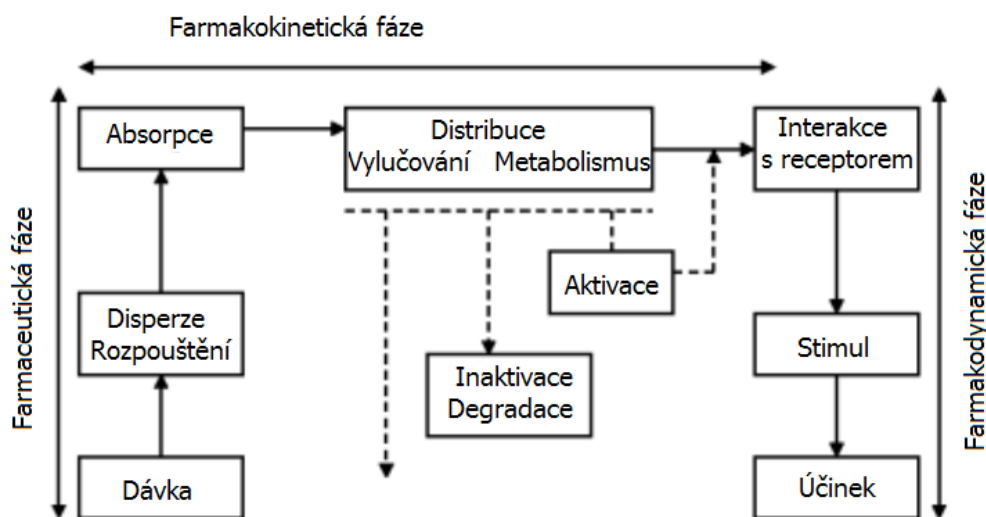 Farmakokinetická fáze
Farmaceutická fáze
Absorpce
Distribuce
Vylučování Metabolismus
Interakce
s receptorem
Farmakodynamická fáze
Aktivace
Disperze
Rozpouštění
Stimul
Inaktivace
Degradace
Dávka
Účinek